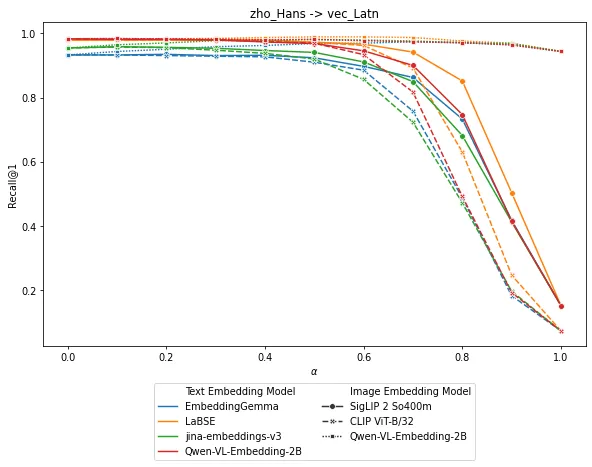 zho_Hans -> vec_Latn
1.0
0.8
0.6
0.4
0.2
Recall@1
0.0 0.2 0.4 0.6 0.8 1.0
α
Text Embedding Model Image Embedding Model
EmbeddingGemma SigLIP 2 So400m
LaBSE CLIP ViT-B/32
jina-embeddings-v3 Qwen-VL-Embedding-2B
Qwen-VL-Embedding-2B